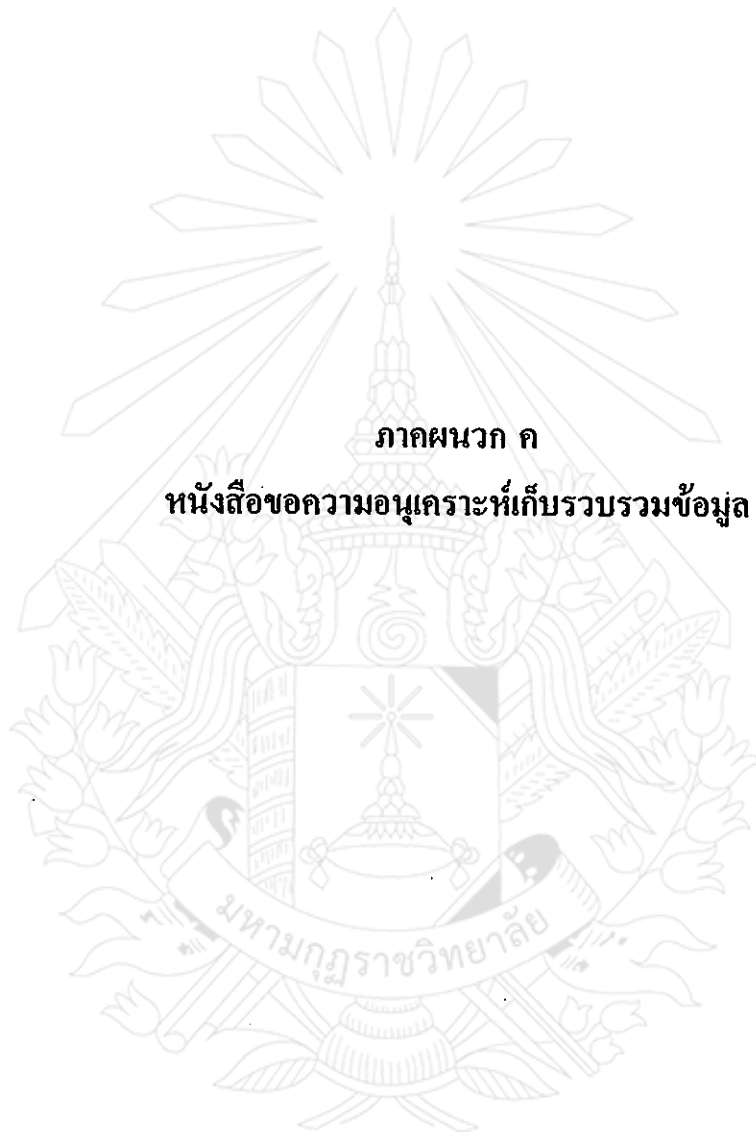 ภาคผนวก ค
หนังสือขอความอนุเคราะห์เก็บรวบรวมข้อมูล
มหามกุฏราชวิทยาลัย